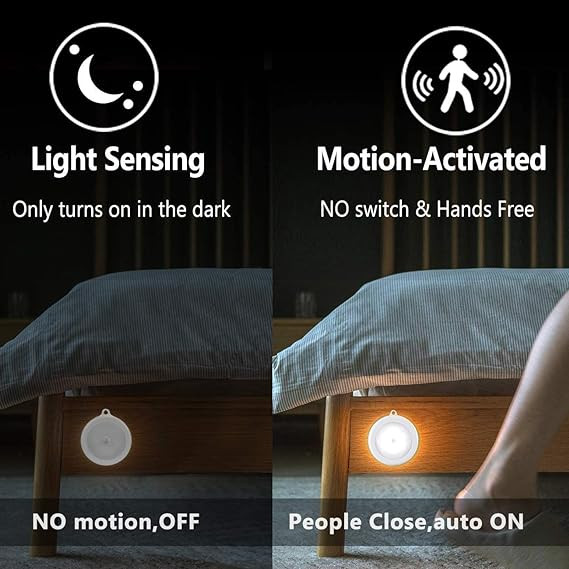 Light Sensing
Only turns on in the dark
NO motion,OFF
Motion-Activated
NO switch & Hands Free
People Close,auto ON